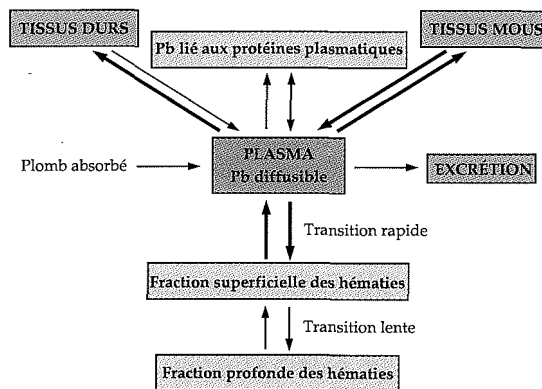 TISSUS DURS
Pb lié aux protéines plasmatiques
TISSUS MOUS
Plomb absorbé
PLASMA
Pb diffusible
EXCRÉTION
Transition rapide
Fraction superficielle des hématies
Transition lente
Fraction profonde des hématies